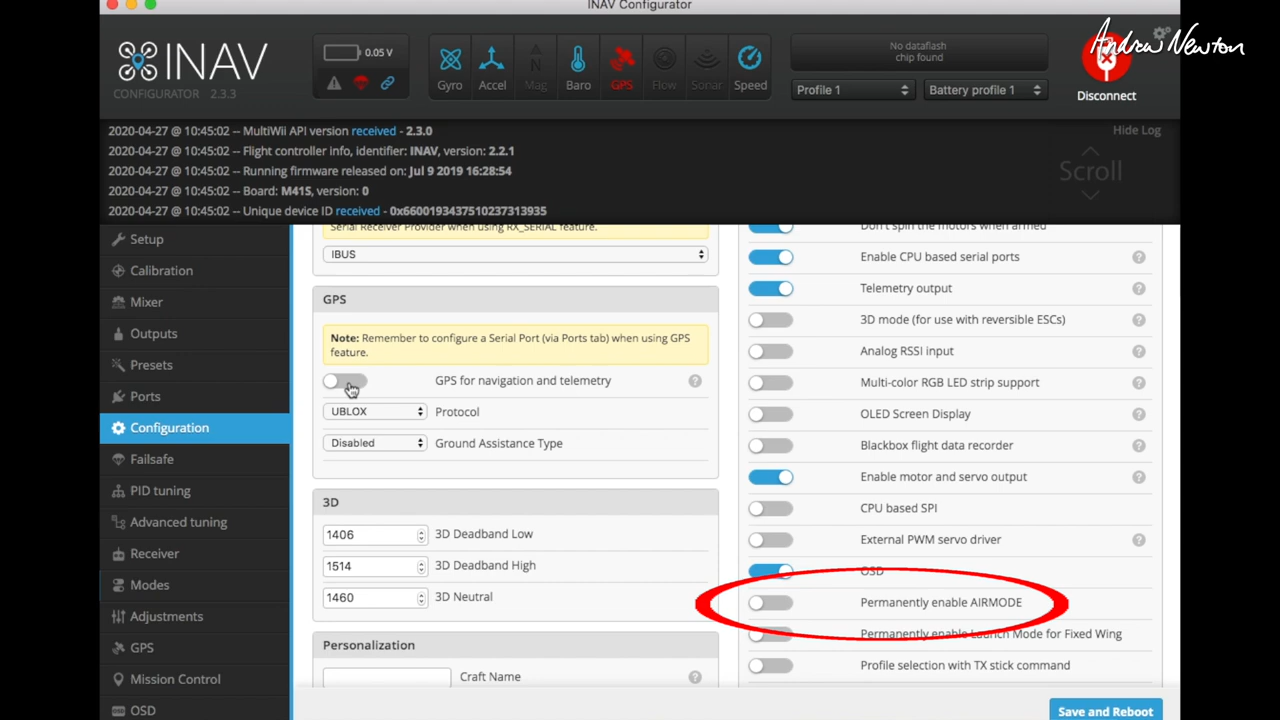 INAV Configurator
Andrew Newton
INAV
CONFIGURATOR 2.3.3
0.05 V
Gyro
Accel
Mag
Baro
GPS
Flow
Sonar
Speed
No dataflash
chip found
Profile 1
Battery profile 1
Disconnect
2020-04-27 @ 10:45:02 -- MultiWii API version received - 2.3.0
2020-04-27 @ 10:45:02 -- Flight controller info, identifier: INAV, version: 2.2.1
2020-04-27 @ 10:45:02 -- Running firmware released on: Jul 9 2019 16:28:54
2020-04-27 @ 10:45:02 -- Board: M41S, version: 0
2020-04-27 @ 10:45:02 -- Unique device ID received - 0x6600193437510237313935
Hide Log
Scroll
Setup
Calibration
Mixer
Outputs
Presets
Ports
Configuration
Failsafe
PID tuning
Advanced tuning
Receiver
Modes
Adjustments
GPS
Mission Control
OSD
Serial Receiver Provider when using RX_SERIAL feature.
IBUS
GPS
Note: Remember to configure a Serial Port (via Ports tab) when using GPS
feature.
GPS for navigation and telemetry
UBLOX
Protocol
Disabled
Ground Assistance Type
3D
1406
3D Deadband Low
1514
3D Deadband High
1460
3D Neutral
Personalization
Craft Name
Don't spin the motors when armed
Enable CPU based serial ports
Telemetry output
3D mode (for use with reversible ESCs)
Analog RSSI input
Multi-color RGB LED strip support
OLED Screen Display
Blackbox flight data recorder
Enable motor and servo output
CPU based SPI
External PWM servo driver
OSD
Permanently enable AIRMODE
Permanently enable Launch Mode for Fixed Wing
Profile selection with TX stick command
Save and Reboot